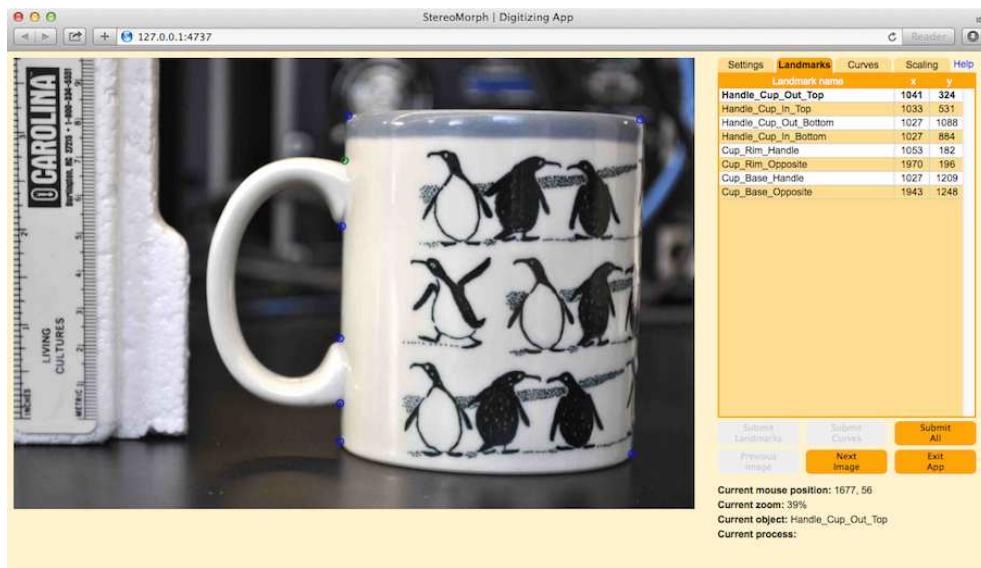 StereoMorph | Digitizing App
127.0.0.1:4737
Reader
Settings Landmarks Curves Scaling Help
Landmark name x y
Handle_Cup_Out_Top 1041 324
Handle_Cup_In_Top 1033 531
Handle_Cup_Out_Bottom 1027 1088
Handle_Cup_In_Bottom 1027 884
Cup_Rim_Handle 1053 182
Cup_Rim_Opposite 1970 196
Cup_Base_Handle 1027 1209
Cup_Base_Opposite 1943 1248
Submit Landmarks
Submit Curves
Submit All
Previous Image
Next Image
Exit App
Current mouse position: 1677, 56
Current zoom: 39%
Current object: Handle_Cup_Out_Top
Current process:
CAROLINA
LIVING
CULTURES
INCHES
METRIC